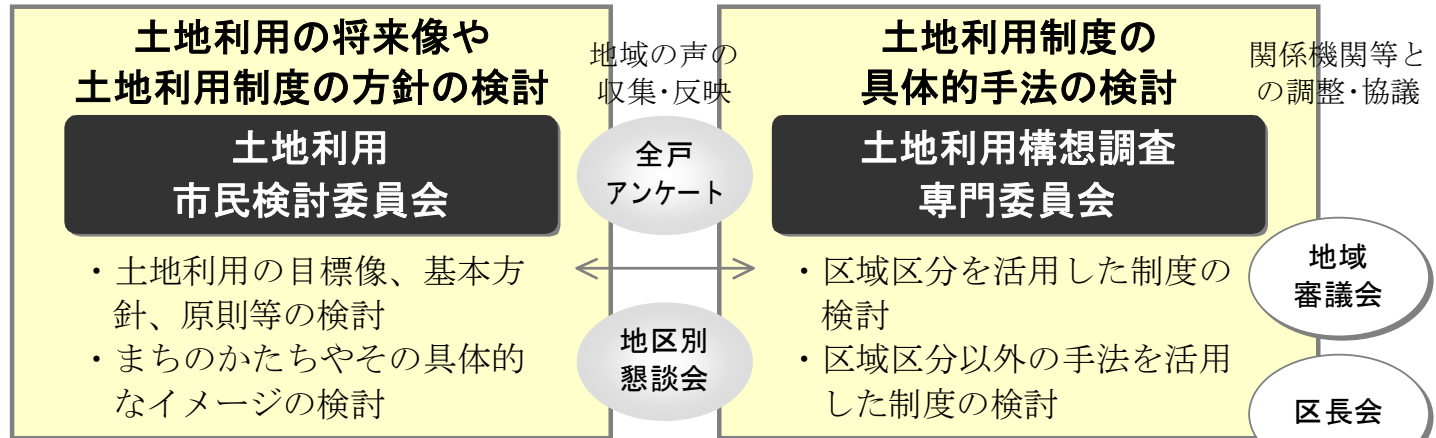 土地利用の将来像や
土地利用制度の方針の検討
土地利用
市民検討委員会
・土地利用の目標像、基本方
針、原則等の検討
・まちのかたちやその具体的
なイメージの検討
地域の声の
収集・反映
全戸
アンケート
地区別
懇談会
土地利用制度の
具体的手法の検討
土地利用構想調査
専門委員会
・区域区分を活用した制度の
検討
・区域区分以外の手法を活用
した制度の検討
関係機関等と
の調整・協議
地域
審議会
区長会